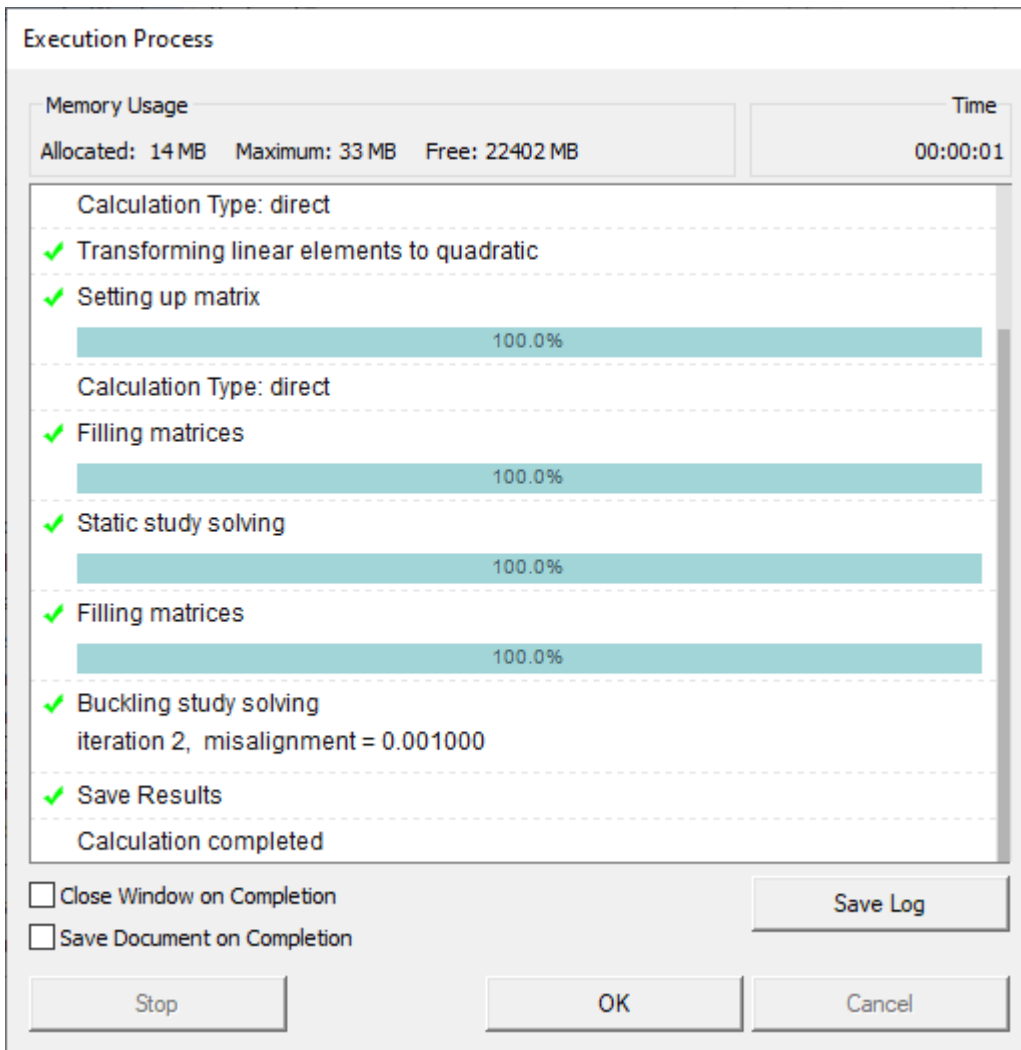 Execution Process
Memory Usage
Time
Allocated: 14 MB Maximum: 33 MB Free: 22402 MB
00:00:01
Calculation Type: direct
Transforming linear elements to quadratic
Setting up matrix
100.0%
Calculation Type: direct
Filling matrices
100.0%
Static study solving
100.0%
Filling matrices
100.0%
Buckling study solving
iteration 2, misalignment = 0.001000
Save Results
Calculation completed
Close Window on Completion
Save Log
Save Document on Completion
Stop
OK
Cancel